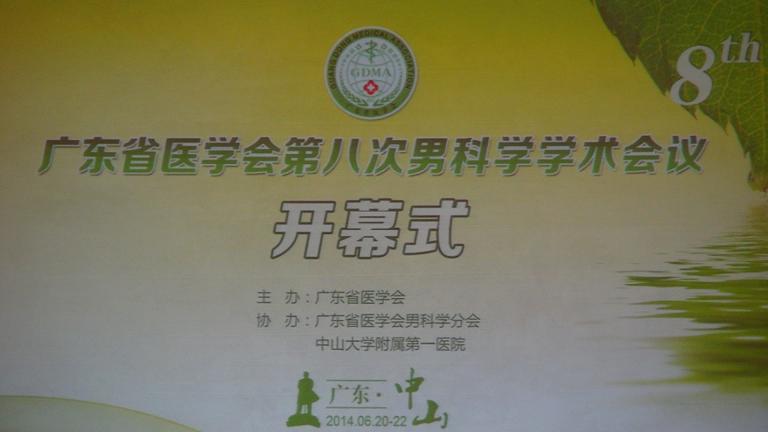 GUANGDONG MEDICAL ASSOCIATION
GDMA
8th
广东省医学会第八次男科学学术会议
开幕式
主 办：广东省医学会
协 办：广东省医学会男科学分会
中山大学附属第一医院
广东·中山
2014.06.20-22